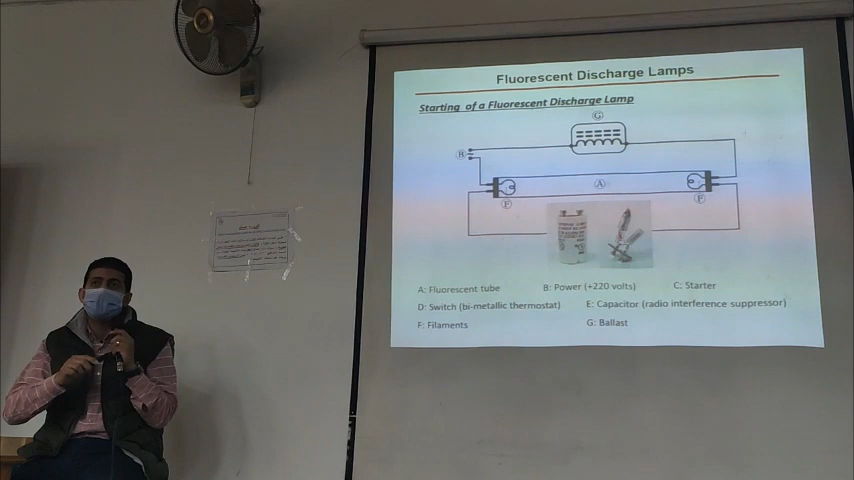 Fluorescent Discharge Lamps
Starting of a Fluorescent Discharge Lamp
G
B
A
F
F
A: Fluorescent tube B: Power (+220 volts) C: Starter
D: Switch (bi-metallic thermostat) E: Capacitor (radio interference suppressor)
F: Filaments G: Ballast